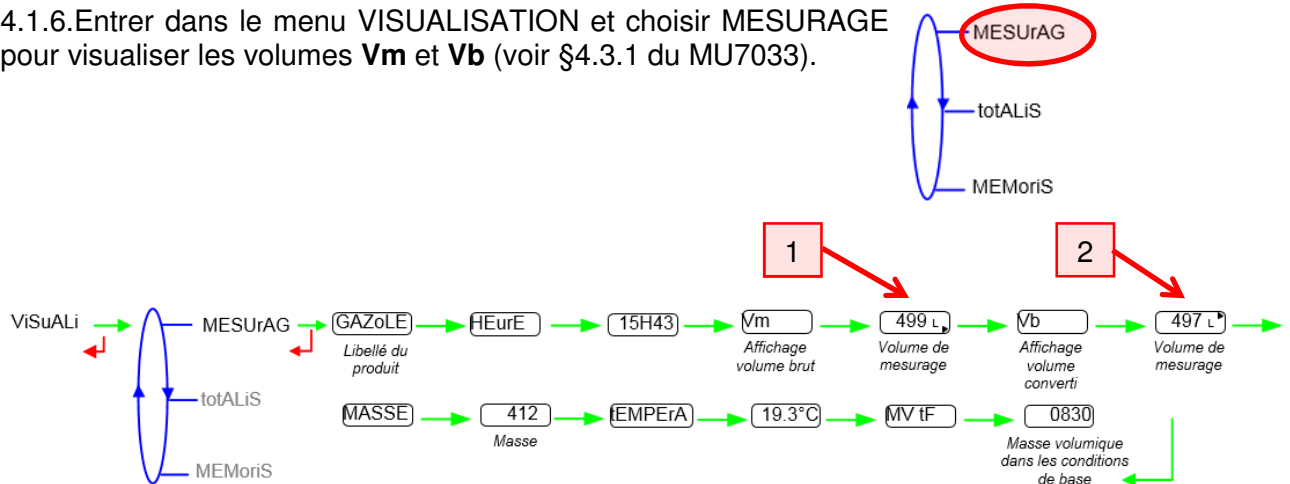 4.1.6.Entrer dans le menu VISUALISATION et choisir MESURAGE
pour visualiser les volumes Vm et Vb (voir §4.3.1 du MU7033).
MESUrAG
totALiS
MEMoriS
1
2
ViSuALi
MESUrAG
GAZoLE
HEurE
15H43
Vm
499 L
Vb
497 L
Libellé du
produit
Affichage
volume brut
Volume de
mesurage
Affichage
volume
converti
Volume de
mesurage
totALiS
MASSE
412
tEMPErA
19.3°C
MV tF
0830
Masse
Masse volumique
dans les conditions
de base
MEMoriS